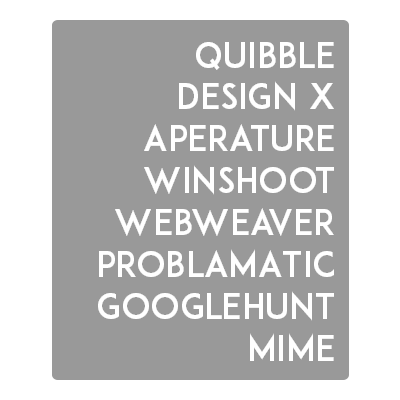 QUIBBLE
DESIGN X
APERATURE
WINSHOOT
WEBWEAVER
PROBLAMATIC
GOOGLEHUNT
MIME